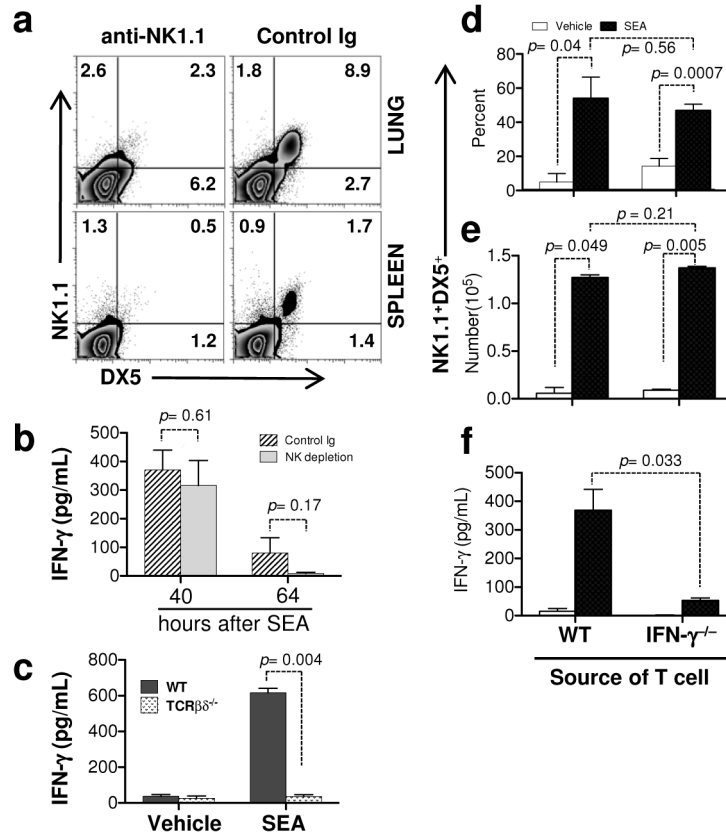 a
anti-NK1.1
Control Ig
2.6
2.3
1.8
8.9
LUNG
6.2
2.7
1.3
0.5
0.9
1.7
SPLEEN
1.2
1.4
NK1.1
DX5
b
p= 0.61
Control Ig
NK depletion
p= 0.17
500
400
300
200
100
0
IFN-γ (pg/mL)
40
64
hours after SEA
c
p= 0.004
WT
TCRβδ-/-
800
600
400
200
0
IFN-γ (pg/mL)
Vehicle
SEA
d
Vehicle
SEA
p= 0.04
p= 0.56
p= 0.0007
80
60
40
20
0
Percent
NK1.1+DX5+
e
p = 0.21
p= 0.049
p= 0.005
1.5
1.0
0.5
0.0
Number(10⁵)
f
p= 0.033
500
400
300
200
100
0
IFN-γ (pg/mL)
WT
IFN-γ-/-
Source of T cell